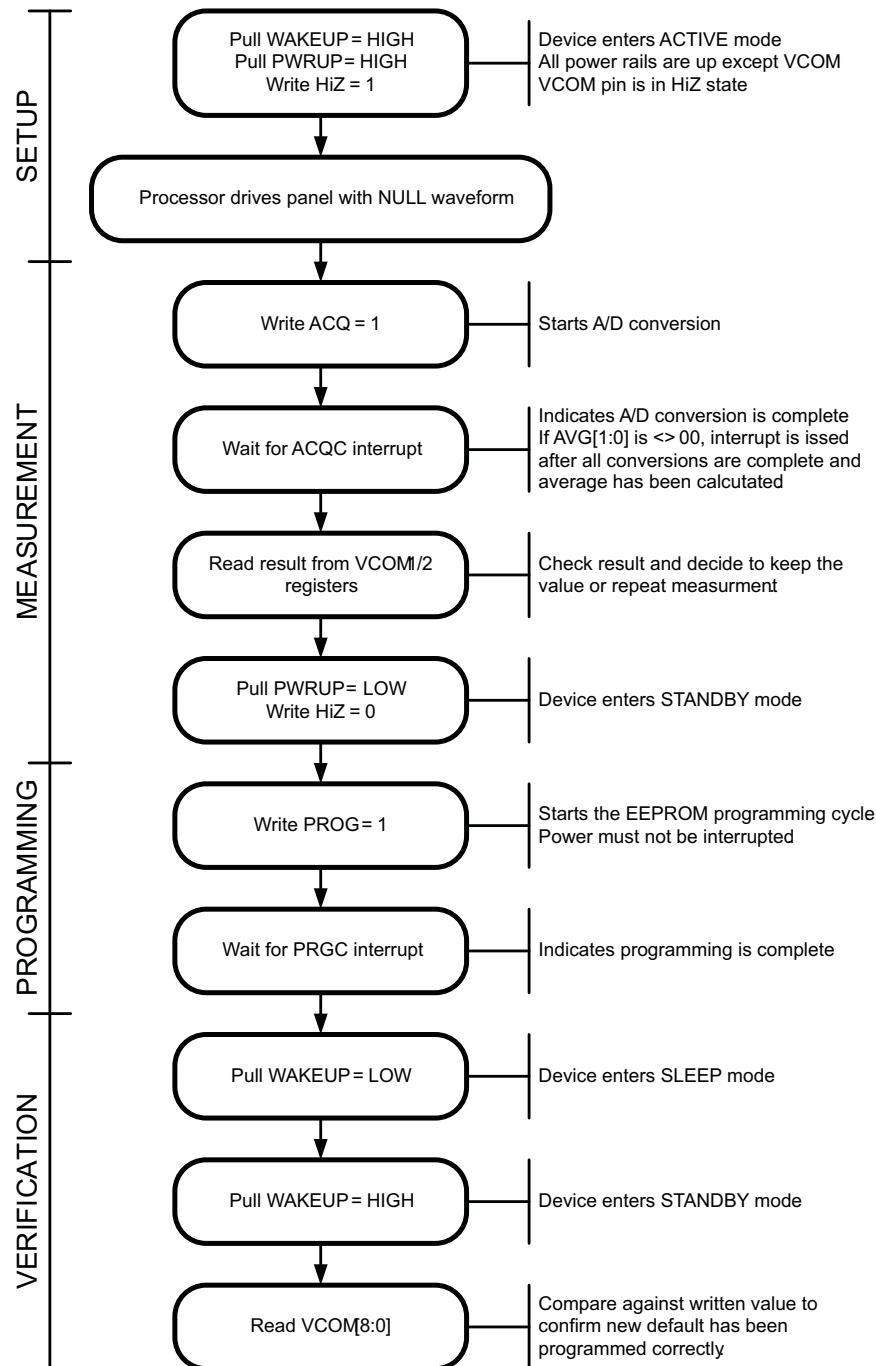 SETUP
Pull WAKEUP = HIGH
Pull PWRUP = HIGH
Write HiZ = 1
Device enters ACTIVE mode
All power rails are up except VCOM
VCOM pin is in HiZ state
Processor drives panel with NULL waveform
MEASUREMENT
Write ACQ = 1
Starts A/D conversion
Wait for ACQC interrupt
Indicates A/D conversion is complete
If AVG[1:0] is <> 00, interrupt is issed
after all conversions are complete and
average has been calcutated
Read result from VCOM1/2
registers
Check result and decide to keep the
value or repeat measurment.
Pull PWRUP = LOW
Write HiZ = 0
Device enters STANDBY mode
PROGRAMMING
Write PROG = 1
Starts the EEPROM programming cycle
Power must not be interrupted
Wait for PRGC interrupt
Indicates programming is complete
VERIFICATION
Pull WAKEUP = LOW
Device enters SLEEP mode
Pull WAKEUP = HIGH
Device enters STANDBY mode
Read VCOM[8:0]
Compare against written value to
confirm new default has been
programmed correctly.